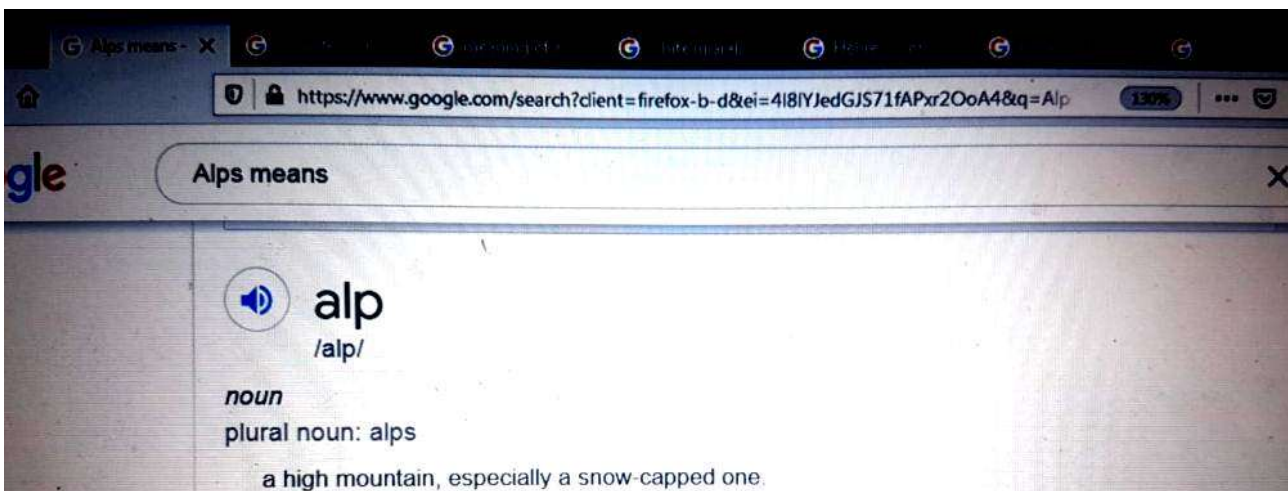 Alps means -
https://www.google.com/search?client=firefox-b-d&ei=4I8IYJedGJS71fAPxr2OoA4&q=Alp 130%
gle Alps means
alp
/alp/
noun
plural noun: alps
a high mountain, especially a snow-capped one.